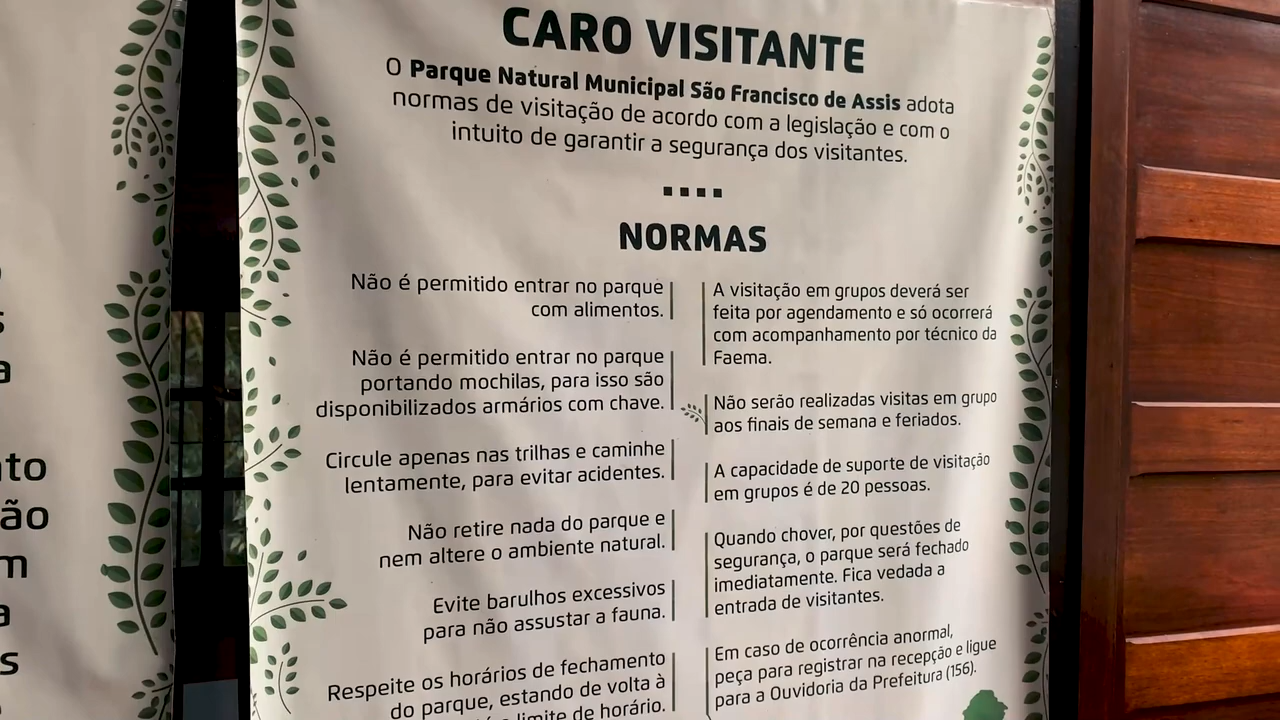 CARO VISITANTE
O Parque Natural Municipal São Francisco de Assis adota
normas de visitação de acordo com a legislação e com o
intuito de garantir a segurança dos visitantes.
NORMAS
Não é permitido entrar no parque
com alimentos.
Não é permitido entrar no parque
portando mochilas, para isso são
disponibilizados armários com chave.
Circule apenas nas trilhas e caminhe
lentamente, para evitar acidentes.
Não retire nada do parque e
nem altere o ambiente natural.
Evite barulhos excessivos
para não assustar a fauna.
Respeite os horários de fechamento
do parque, estando de volta à
limite de horário.
A visitação em grupos deverá ser
feita por agendamento e só ocorrerá
com acompanhamento por técnico da
Faema.
Não serão realizadas visitas em grupo
aos finais de semana e feriados.
A capacidade de suporte de visitação
em grupos é de 20 pessoas.
Quando chover, por questões de
segurança, o parque será fechado
imediatamente. Fica vedada a
entrada de visitantes.
Em caso de ocorrência anormal,
peça para registrar na recepção e ligue
para a Ouvidoria da Prefeitura (156).